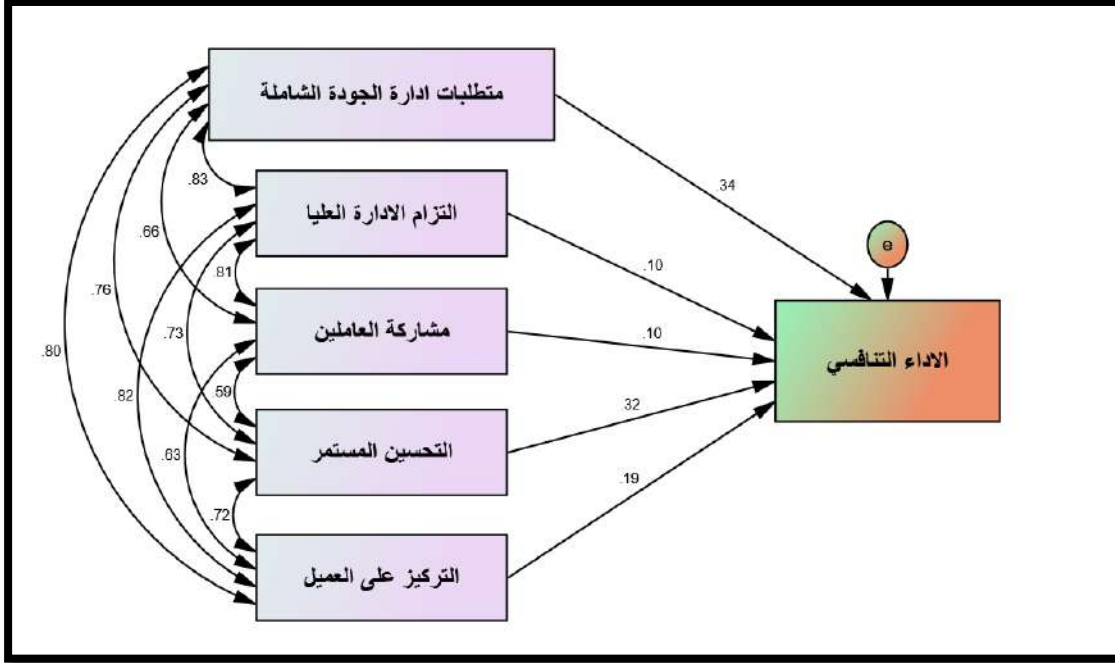 متطلبات ادارة الجودة الشاملة
.83
.34
التزام الادارة العليا
.66
.10
.81
e
.76
.73
مشاركة العاملين
.10
الاداء التنافسي
.80
.82
.59
.32
.63
التحسين المستمر
.19
.72
التركيز على العميل